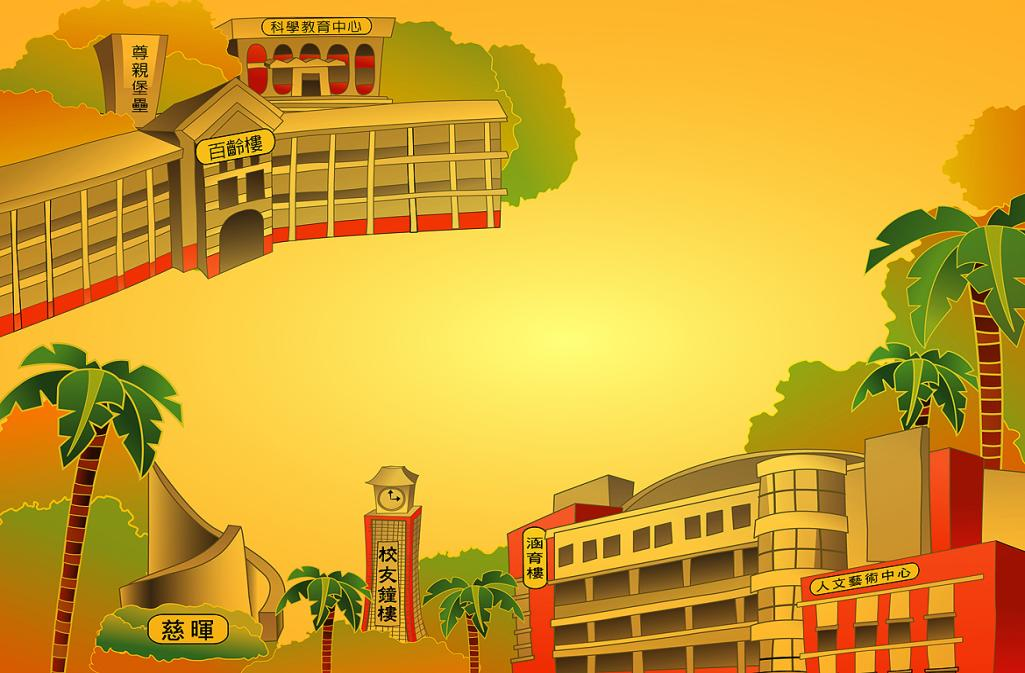 科學教育中心
尊親堡壘
百齡樓
涵育樓
校友鐘樓
人文藝術中心
慈暉